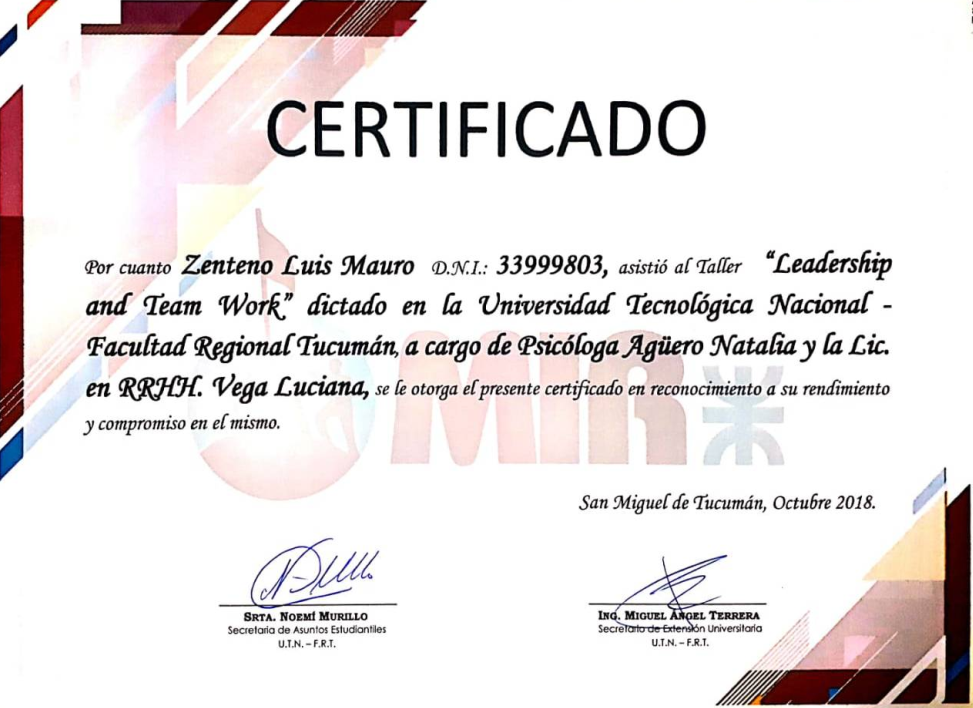 CERTIFICADO
Por cuanto Zenteno Luis Mauro D.N.I.: 33999803, asistió al Taller "Leadership
and Team Work" dictado en la Universidad Tecnológica Nacional -
Facultad Regional Tucumán, a cargo de Psicóloga Agüero Natalia y la Lic.
en RRHH. Vega Luciana, se le otorga el presente certificado en reconocimiento a su rendimiento
y compromiso en el mismo.
MIR
San Miguel de Tucumán, Octubre 2018.
SRTA. NOEMÍ MURILLO
Secretaria de Asuntos Estudiantiles
U.T.N. – F.R.T.
ING. MIGUEL ÁNGEL TERRERA
Secretario de Extensión Universitaria
U.T.N. – F.R.T.